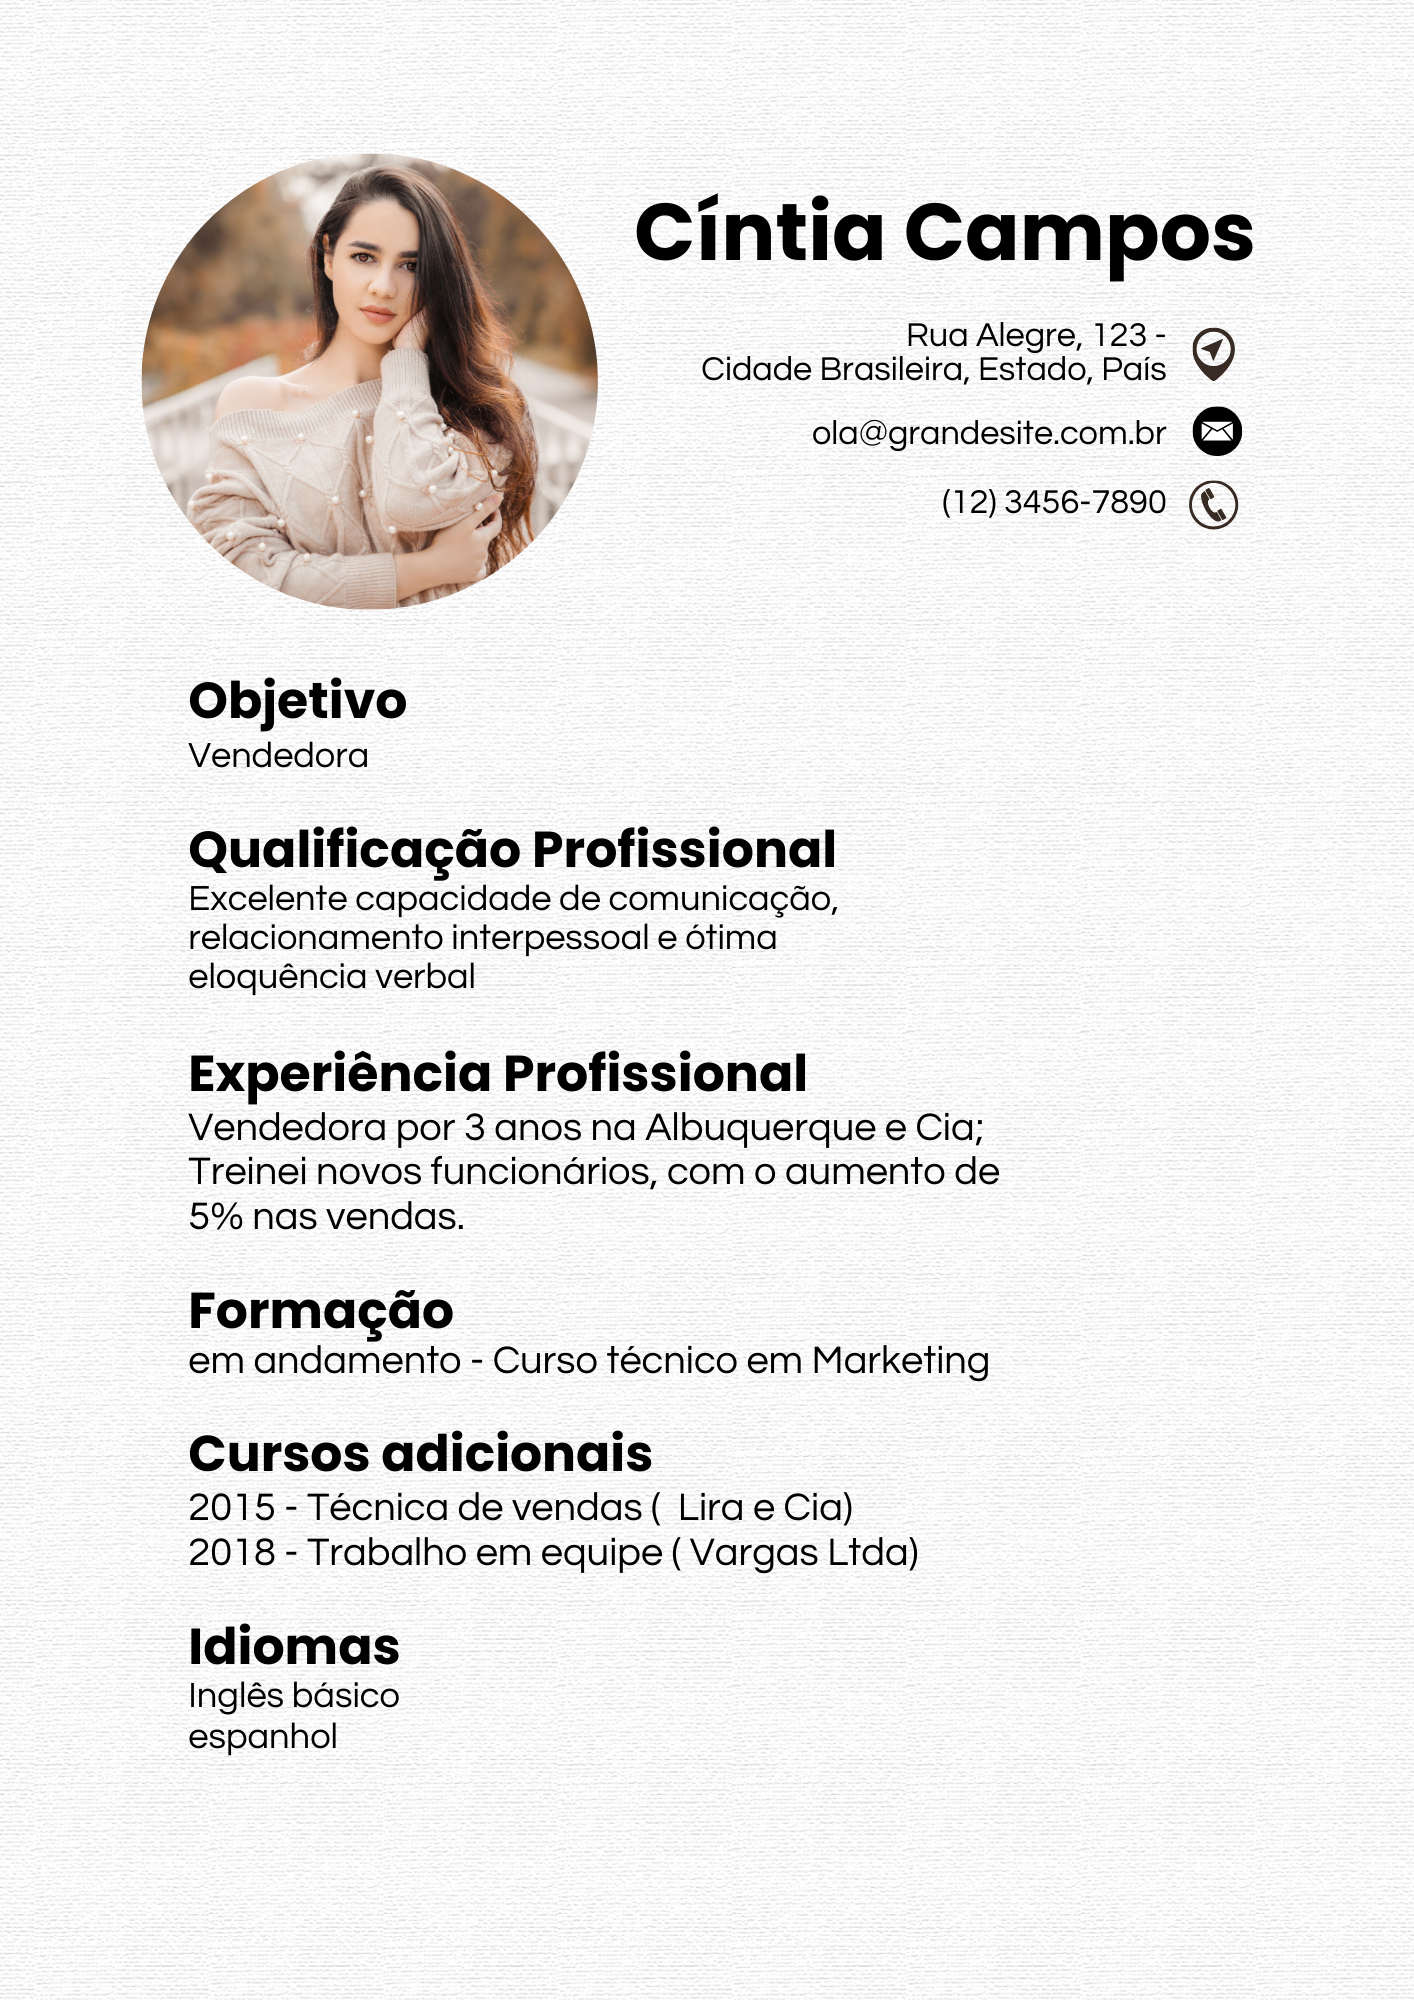 Cíntia Campos
Rua Alegre, 123 -
Cidade Brasileira, Estado, País
ola@grandesite.com.br
(12) 3456-7890
Objetivo
Vendedora
Qualificação Profissional
Excelente capacidade de comunicação,
relacionamento interpessoal e ótima
eloquência verbal
Experiência Profissional
Vendedora por 3 anos na Albuquerque e Cia;
Treinei novos funcionários, com o aumento de
5% nas vendas.
Formação
em andamento - Curso técnico em Marketing
Cursos adicionais
2015 - Técnica de vendas (  Lira e Cia)
2018 - Trabalho em equipe ( Vargas Ltda)
Idiomas
Inglês básico
espanhol